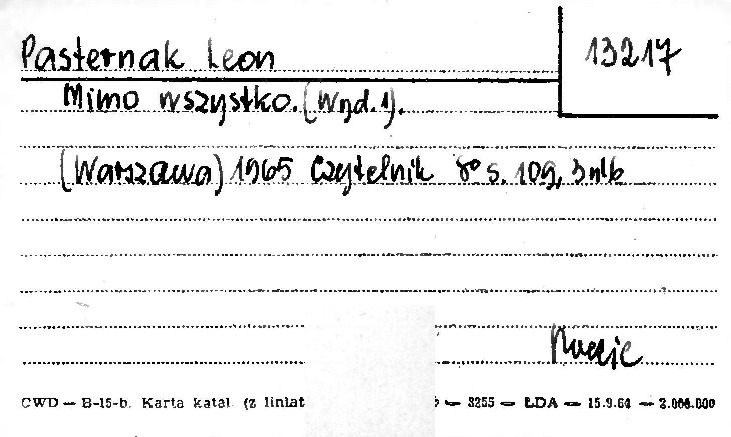 Pasternak Leon
13217
Mimo wszystko. (Wyd. 1).
(Warszawa) 1965 Czytelnik 8° s. 109, 3 nlb
CWD — B-15-b. Karta katal. (z liniat — 3255 — ŁDA — 15.9.64 — 2.000.000